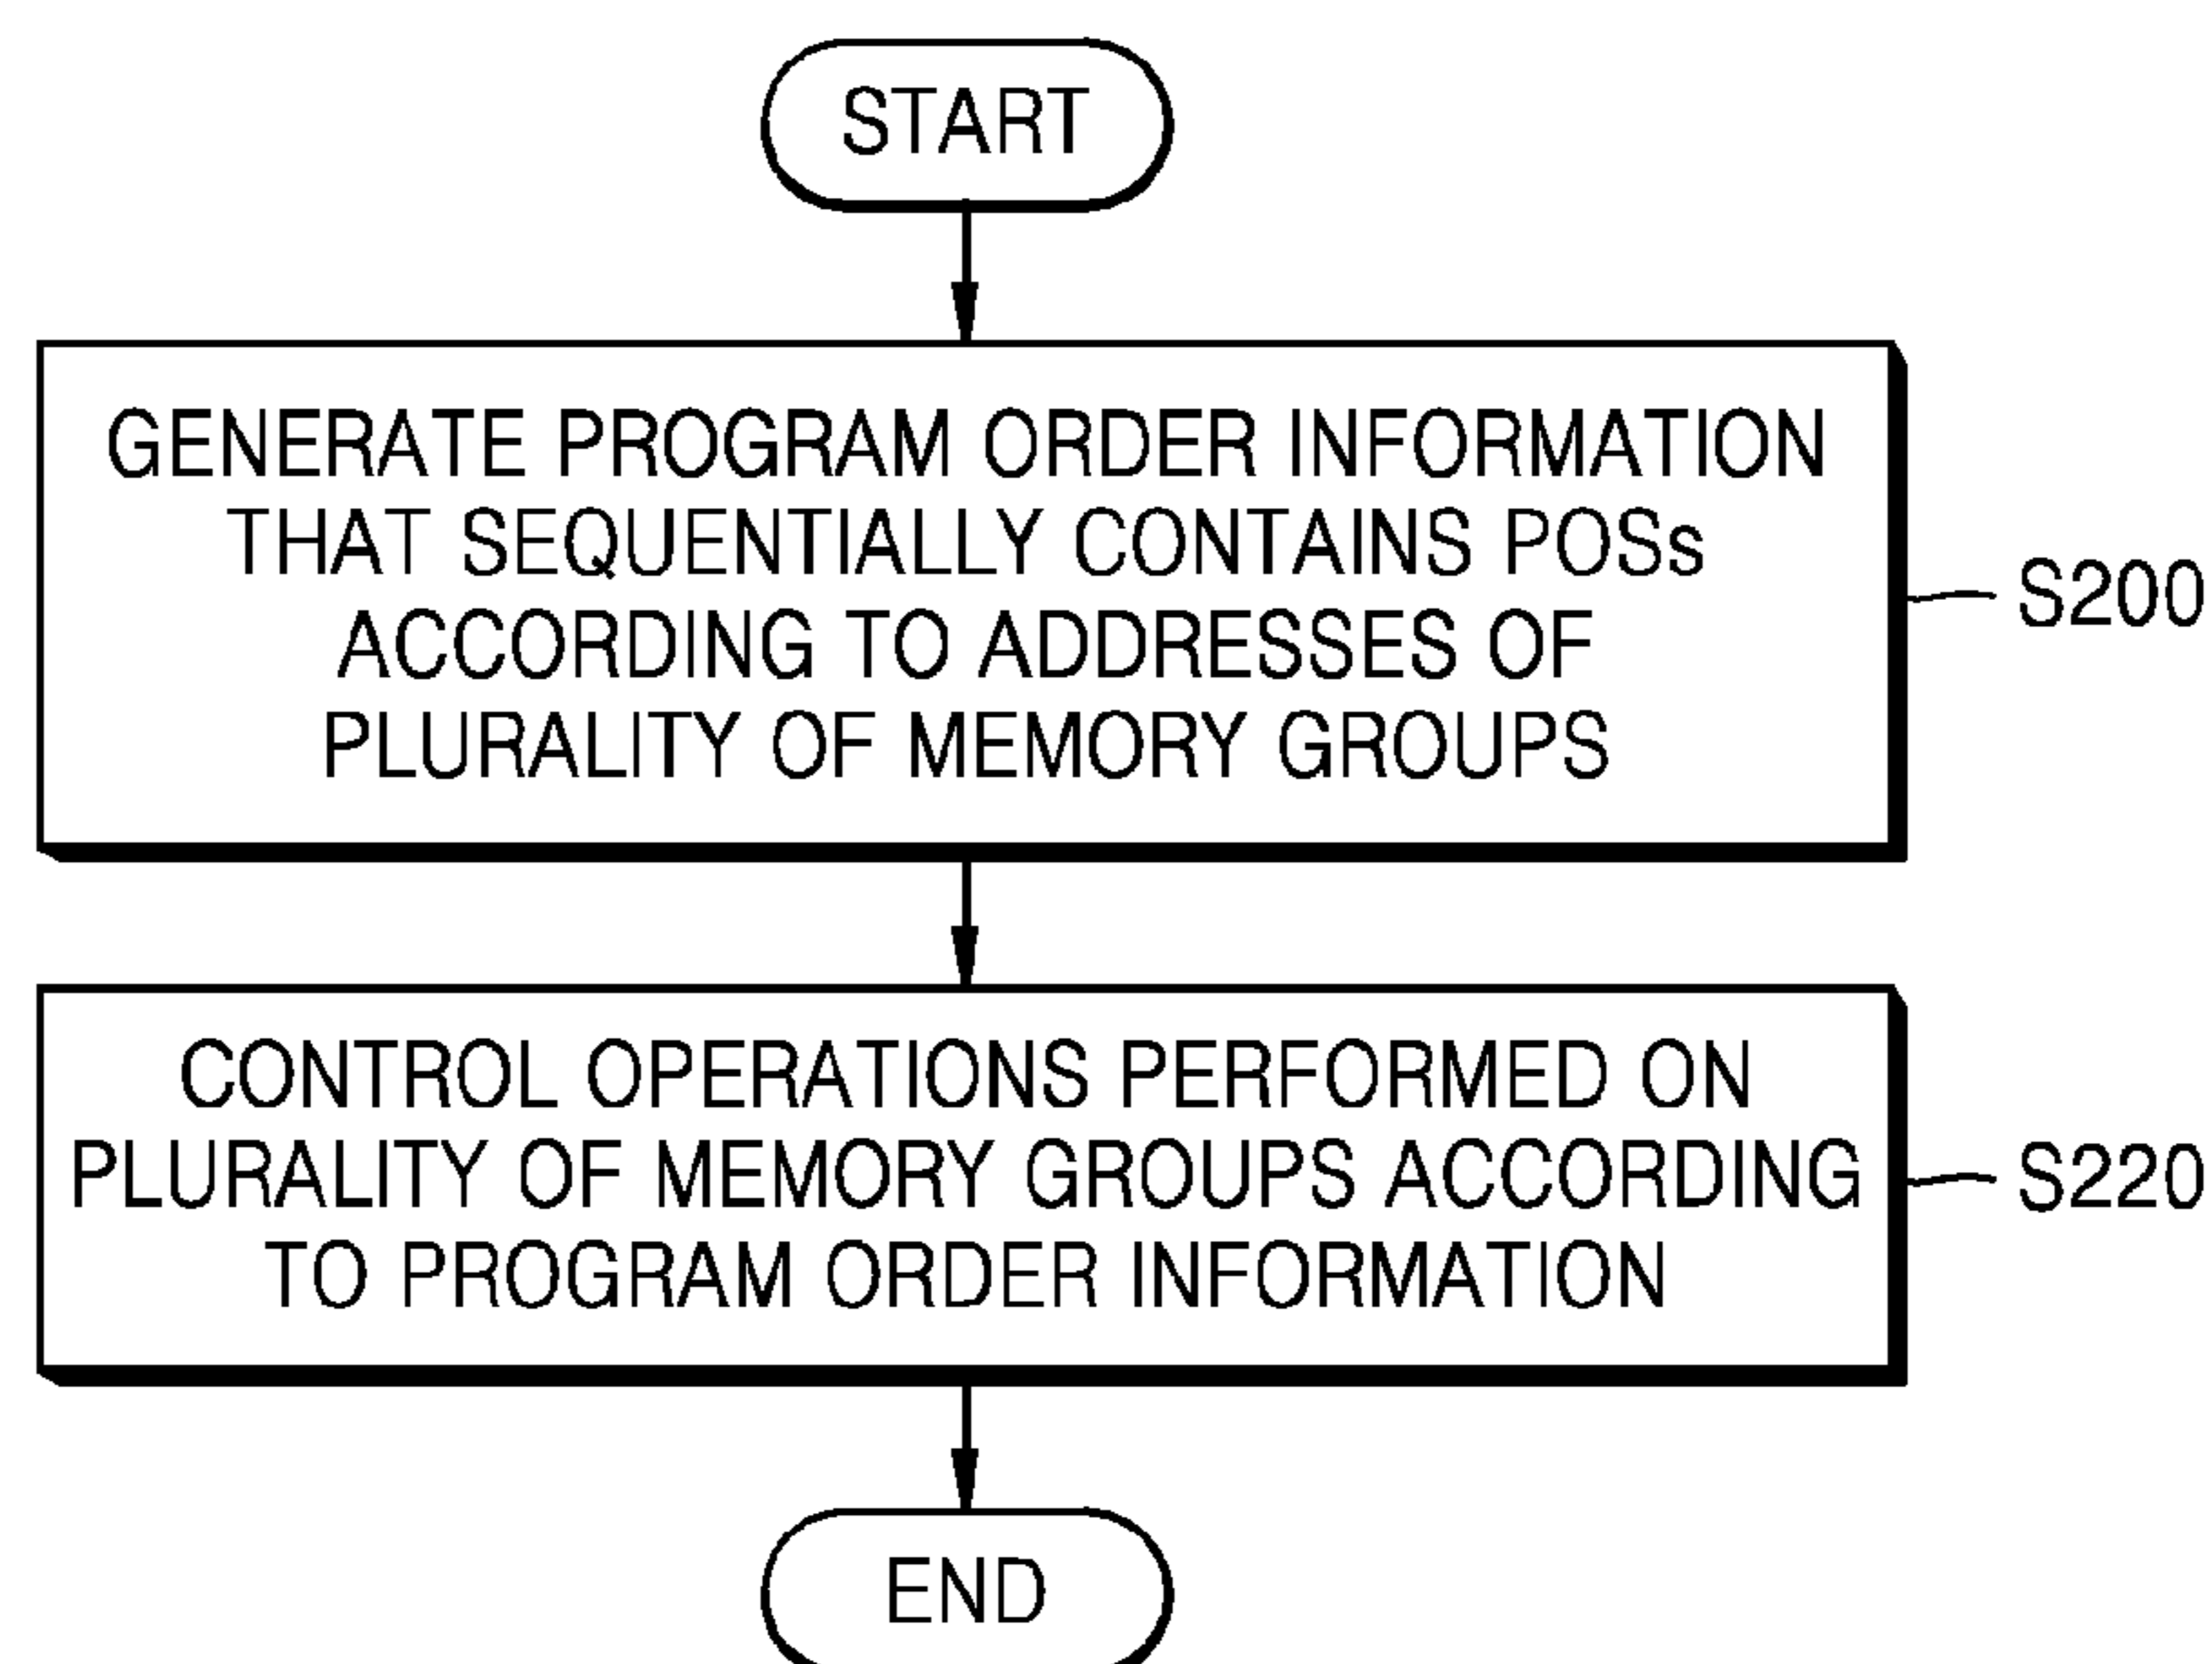 START
GENERATE PROGRAM ORDER INFORMATION
THAT SEQUENTIALLY CONTAINS POSs
ACCORDING TO ADDRESSES OF
PLURALITY OF MEMORY GROUPS
S200
CONTROL OPERATIONS PERFORMED ON
PLURALITY OF MEMORY GROUPS ACCORDING
TO PROGRAM ORDER INFORMATION
S220
END